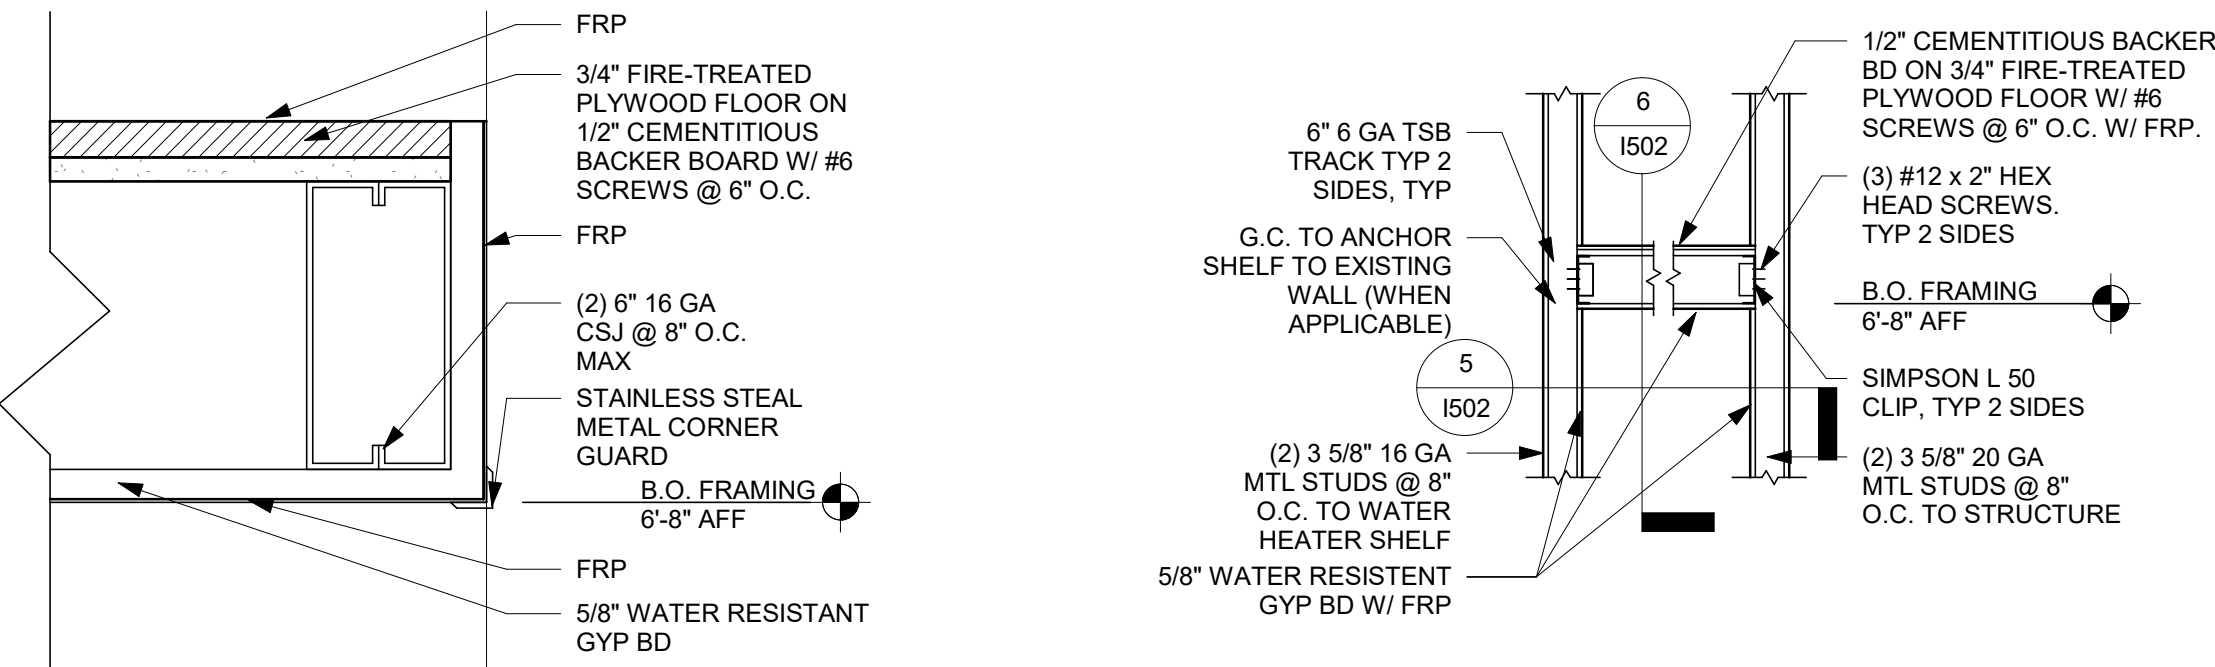 FRP
3/4" FIRE-TREATED
PLYWOOD FLOOR ON
1/2" CEMENTITIOUS
BACKER BOARD W/ #6
SCREWS @ 6" O.C.
FRP
(2) 6" 16 GA
CSJ @ 8" O.C.
MAX
STAINLESS STEAL
METAL CORNER
GUARD
B.O. FRAMING
6'-8" AFF
FRP
5/8" WATER RESISTANT
GYP BD
6" 6 GA TSB
TRACK TYP 2
SIDES, TYP
G.C. TO ANCHOR
SHELF TO EXISTING
WALL (WHEN
APPLICABLE)
5
I502
(2) 3 5/8" 16 GA
MTL STUDS @ 8"
O.C. TO WATER
HEATER SHELF
5/8" WATER RESISTENT
GYP BD W/ FRP
6
I502
1/2" CEMENTITIOUS BACKER
BD ON 3/4" FIRE-TREATED
PLYWOOD FLOOR W/ #6
SCREWS @ 6" O.C. W/ FRP.
(3) #12 x 2" HEX
HEAD SCREWS.
TYP 2 SIDES
B.O. FRAMING
6'-8" AFF
SIMPSON L 50
CLIP, TYP 2 SIDES
(2) 3 5/8" 20 GA
MTL STUDS @ 8"
O.C. TO STRUCTURE